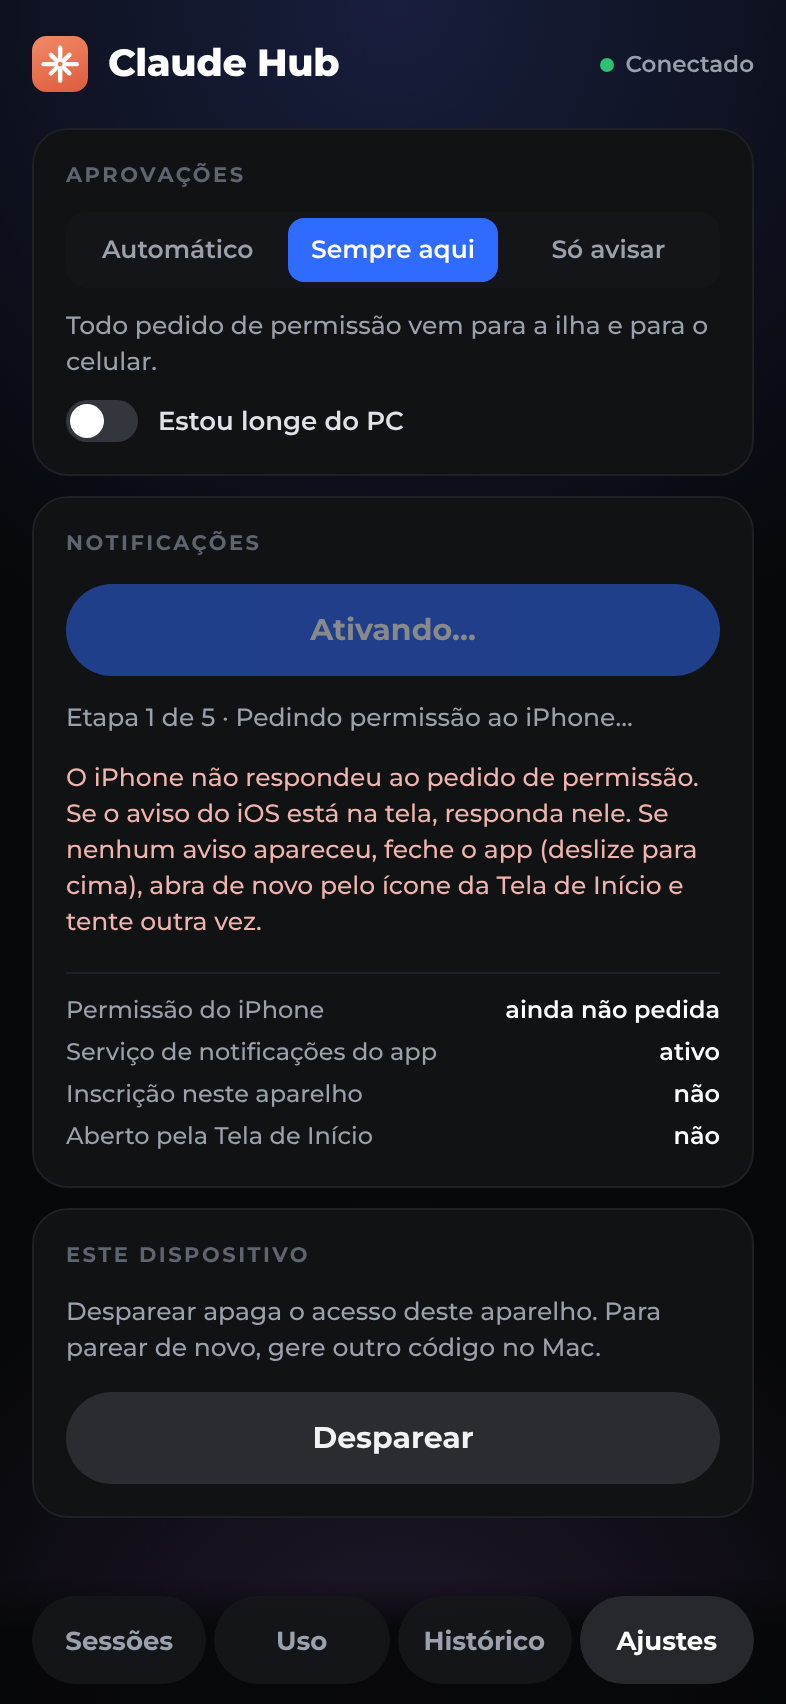 Claude Hub
Conectado
APROVAÇÕES
Automático
Sempre aqui
Só avisar
Todo pedido de permissão vem para a ilha e para o
celular.
Estou longe do PC
NOTIFICAÇÕES
Ativando...
Etapa 1 de 5 · Pedindo permissão ao iPhone...
O iPhone não respondeu ao pedido de permissão.
Se o aviso do iOS está na tela, responda nele. Se
nenhum aviso apareceu, feche o app (deslize para
cima), abra de novo pelo ícone da Tela de Início e
tente outra vez.
Permissão do iPhone ainda não pedida
Serviço de notificações do app ativo
Inscrição neste aparelho não
Aberto pela Tela de Início não
ESTE DISPOSITIVO
Desparear apaga o acesso deste aparelho. Para
parear de novo, gere outro código no Mac.
Desparear
Sessões
Uso
Histórico
Ajustes